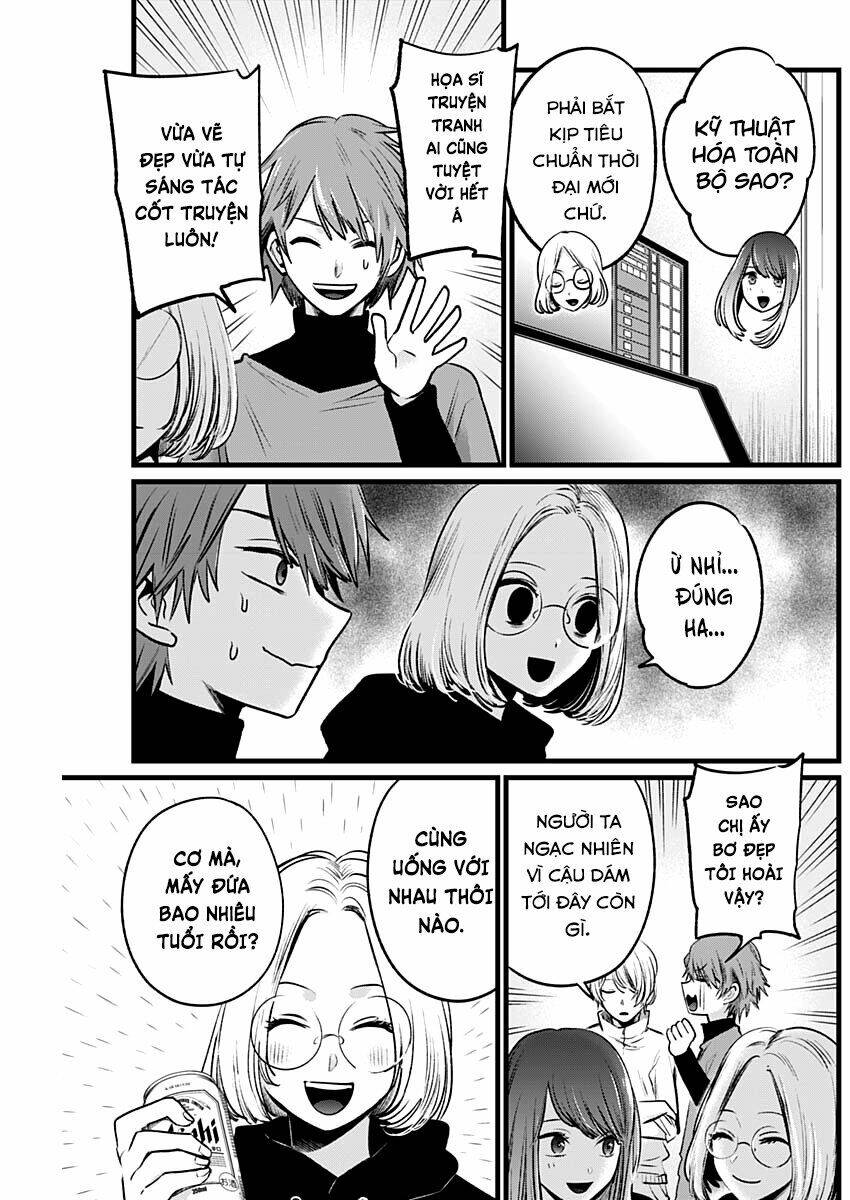 KỸ THUẬT
HÓA TOÀN
BỘ SAO?
PHẢI BẮT
KỊP TIÊU
CHUẨN THỜI
ĐẠI MỚI
CHỨ.
HỌA SĨ
TRUYỆN
TRANH
AI CŨNG
TUYỆT
VỜI HẾT
Á
VỪA VẼ
ĐẸP VỪA TỰ
SÁNG TÁC
CỐT TRUYỆN
LUÔN!
Ừ NHỈ...
ĐÚNG
HA...
SAO
CHỊ ẤY
BƠ ĐẸP
TÔI HOÀI
VẬY?
NGƯỜI TA
NGẠC NHIÊN
VÌ CẬU DÁM
TỚI ĐÂY CÒN
GÌ.
CÙNG
UỐNG VỚI
NHAU THÔI
NÀO.
CƠ MÀ,
MẤY ĐỨA
BAO NHIÊU
TUỔI RỒI?
hi
お酒